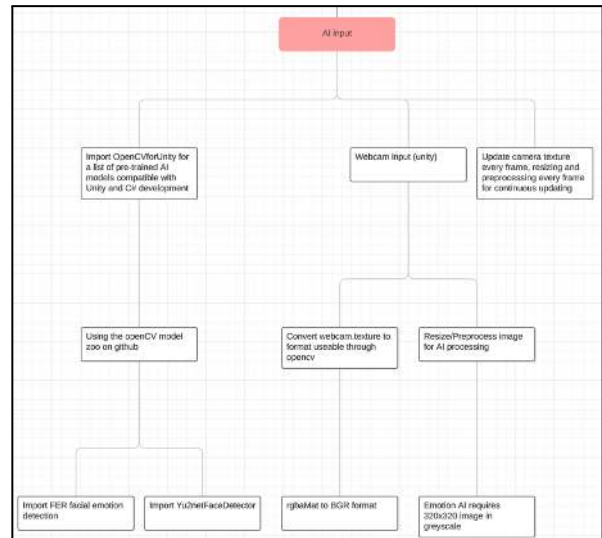 AI input
Import OpenCVforUnity for
a list of pre-trained AI
models compatible with
Unity and C# development
Webcam Input (unity)
Update camera texture
every frame, resizing and
preprocessing every frame
for continuous updating
Using the openCV model
zoo on github
Convert webcam.texture to
format useable through
opencv
Resize/Preprocess image
for AI processing
Import FER facial emotion
detection
Import Yu2netFaceDetector
rgbaMat to BGR format
Emotion AI requires
320x320 image in
greyscale